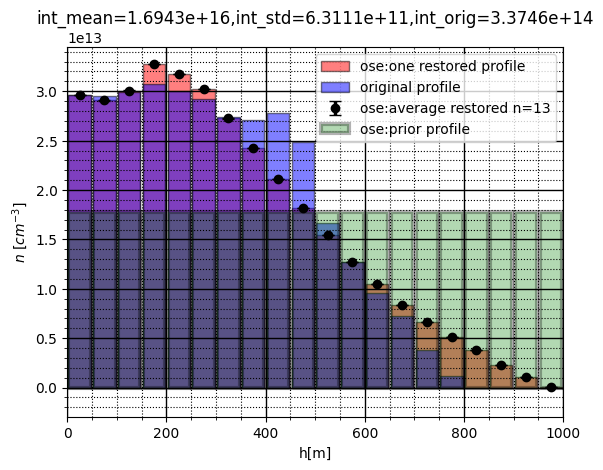 int_mean=1.6943e+16,int_std=6.3111e+11,int_orig=3.3746e+14
1e13
ose:one restored profile
original profile
ose:average restored n=13
ose:prior profile
3.0
2.5
2.0
1.5
1.0
0.5
0.0
n [cm⁻³]
0 200 400 600 800 1000
h[m]